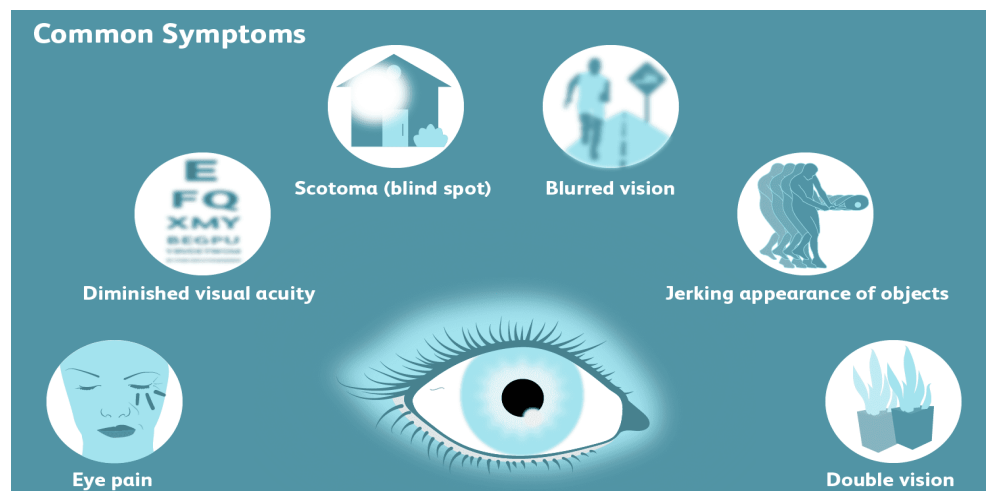 Common Symptoms
Scotoma (blind spot)
Blurred vision
E
FQ
XMY
BEGPU
Diminished visual acuity
Jerking appearance of objects
Eye pain
Double vision